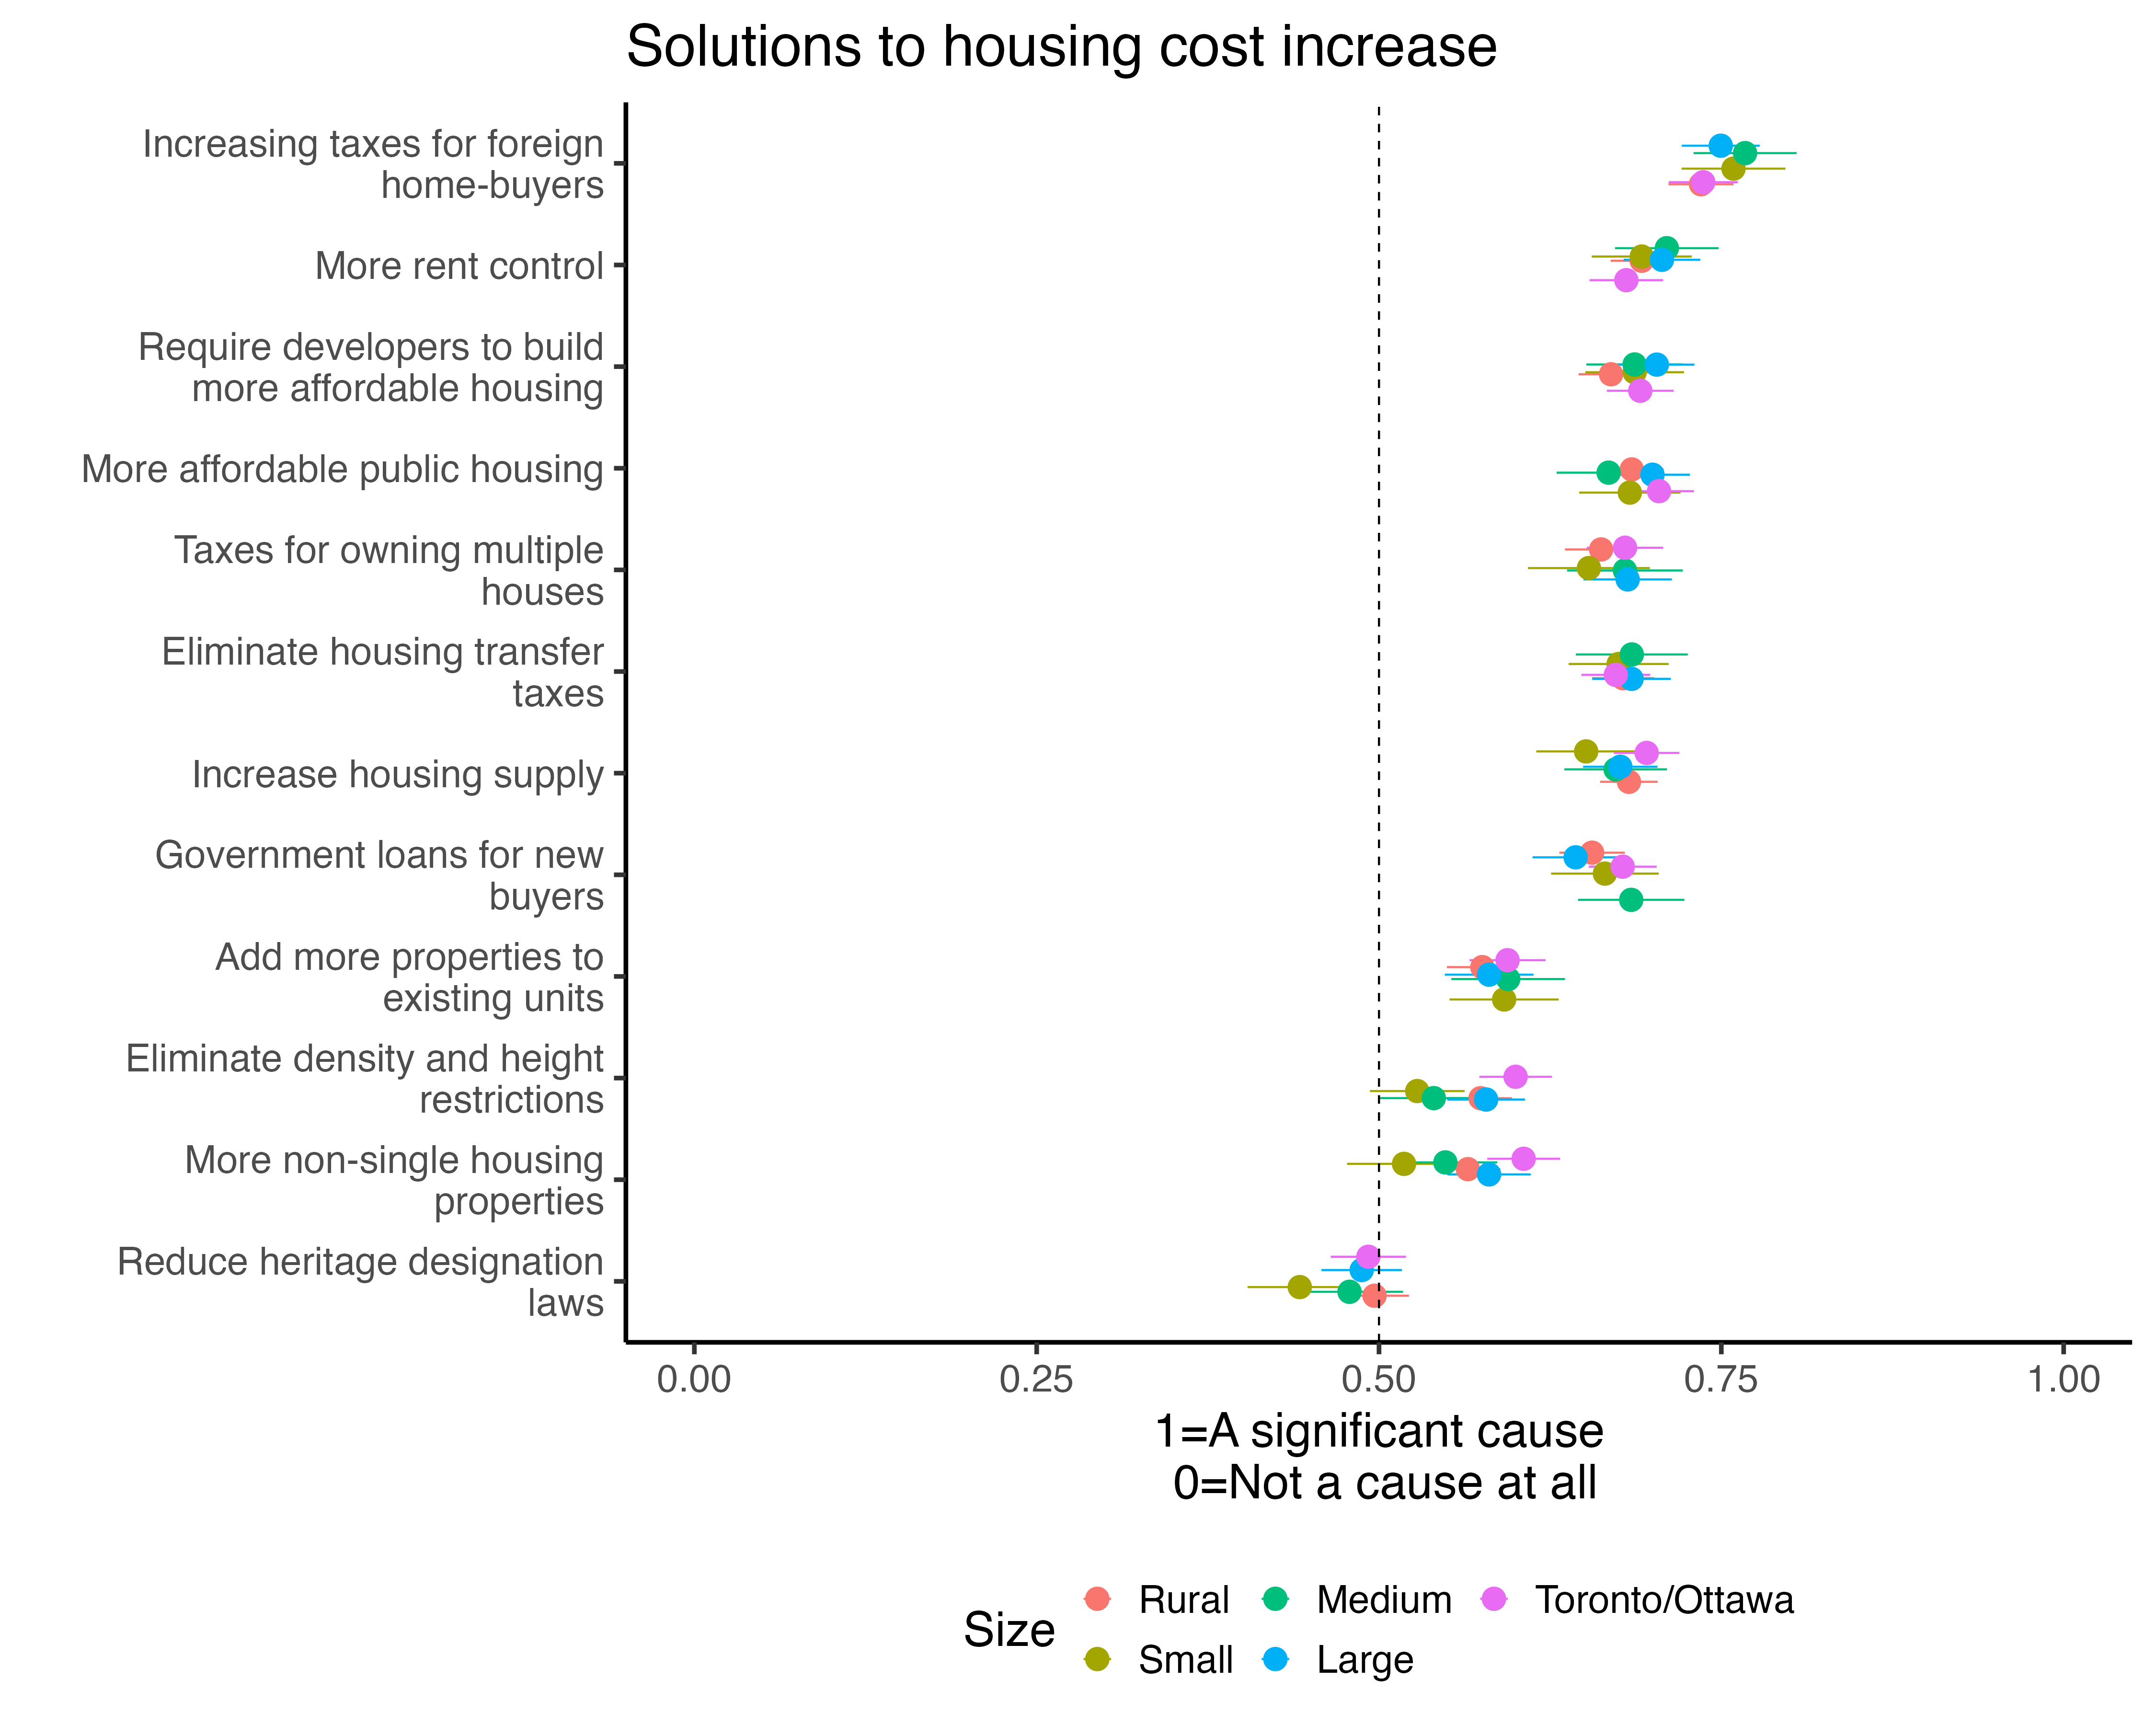 Solutions to housing cost increase
Increasing taxes for foreign
home-buyers
More rent control
Require developers to build
more affordable housing
More affordable public housing
Taxes for owning multiple
houses
Eliminate housing transfer
taxes
Increase housing supply
Government loans for new
buyers
Add more properties to
existing units
Eliminate density and height
restrictions
More non-single housing
properties
Reduce heritage designation
laws
0.00 0.25 0.50 0.75 1.00
1=A significant cause
0=Not a cause at all
Size
Rural Medium Toronto/Ottawa
Small Large